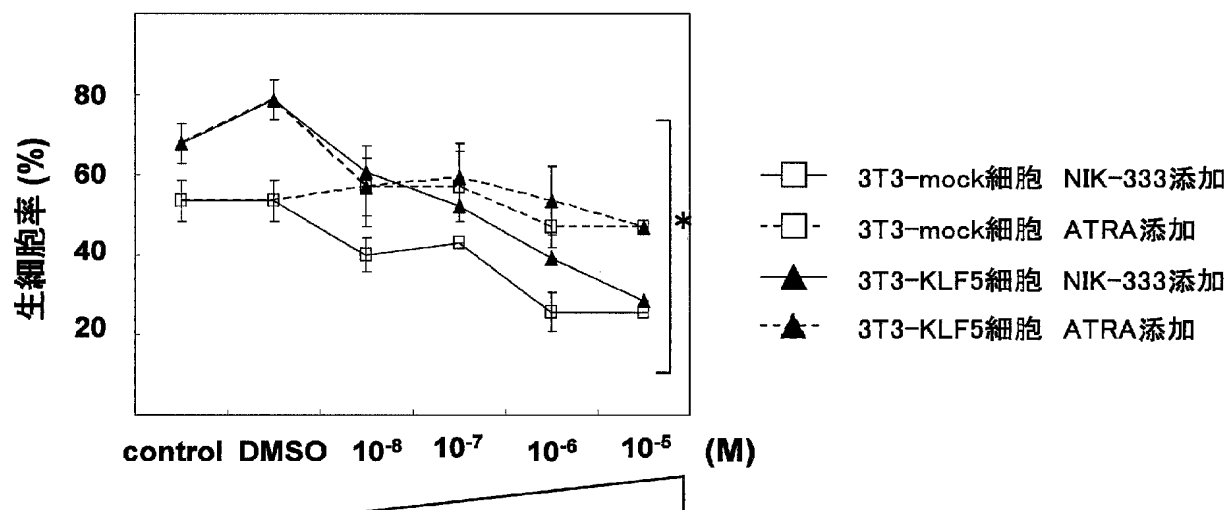 生細胞率 (%)
80
60
40
20
control DMSO 10⁻⁸ 10⁻⁷ 10⁻⁶ 10⁻⁵ (M)
*
3T3-mock細胞 NIK-333添加
3T3-mock細胞 ATRA添加
3T3-KLF5細胞 NIK-333添加
3T3-KLF5細胞 ATRA添加